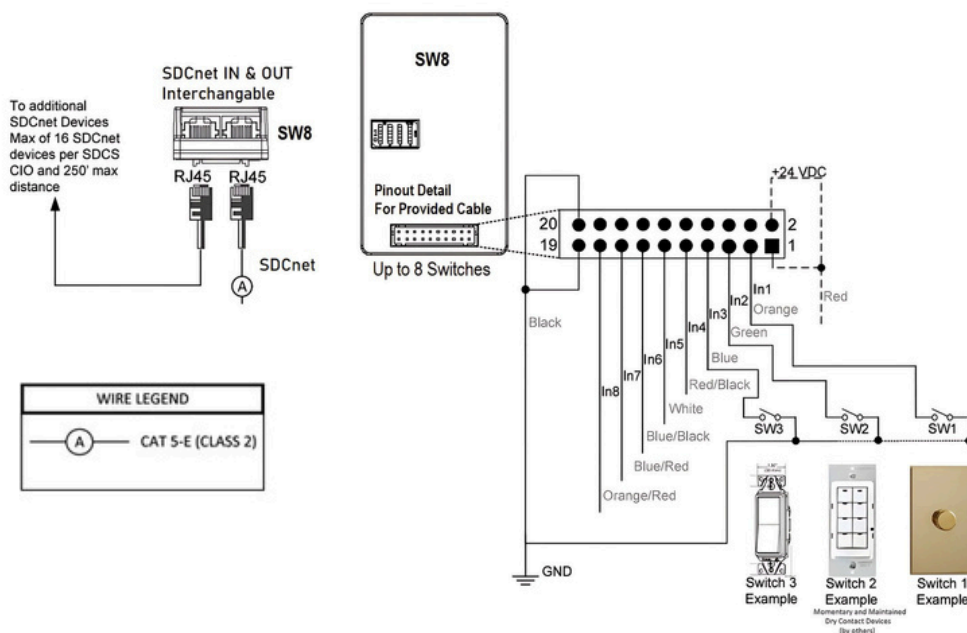 SDCnet IN & OUT
Interchangable
SW8
To additional
SDCnet Devices
Max of 16 SDCnet
devices per SDCS
CIO and 250' max
distance
RJ45
RJ45
SDCnet
A
SW8
Pinout Detail
For Provided Cable
Up to 8 Switches
+24 VDC
20
2
19
1
Black
In1
In2
In3
In4
In5
In6
In7
In8
Orange
Red
Green
Blue
Red/Black
White
Blue/Black
Blue/Red
Orange/Red
SW3
SW2
SW1
WIRE LEGEND
A
CAT 5-E (CLASS 2)
GND
Switch 3
Example
Switch 2
Example
Momentary and Maintained
Dry Contact Devices
(by others)
Switch 1
Example